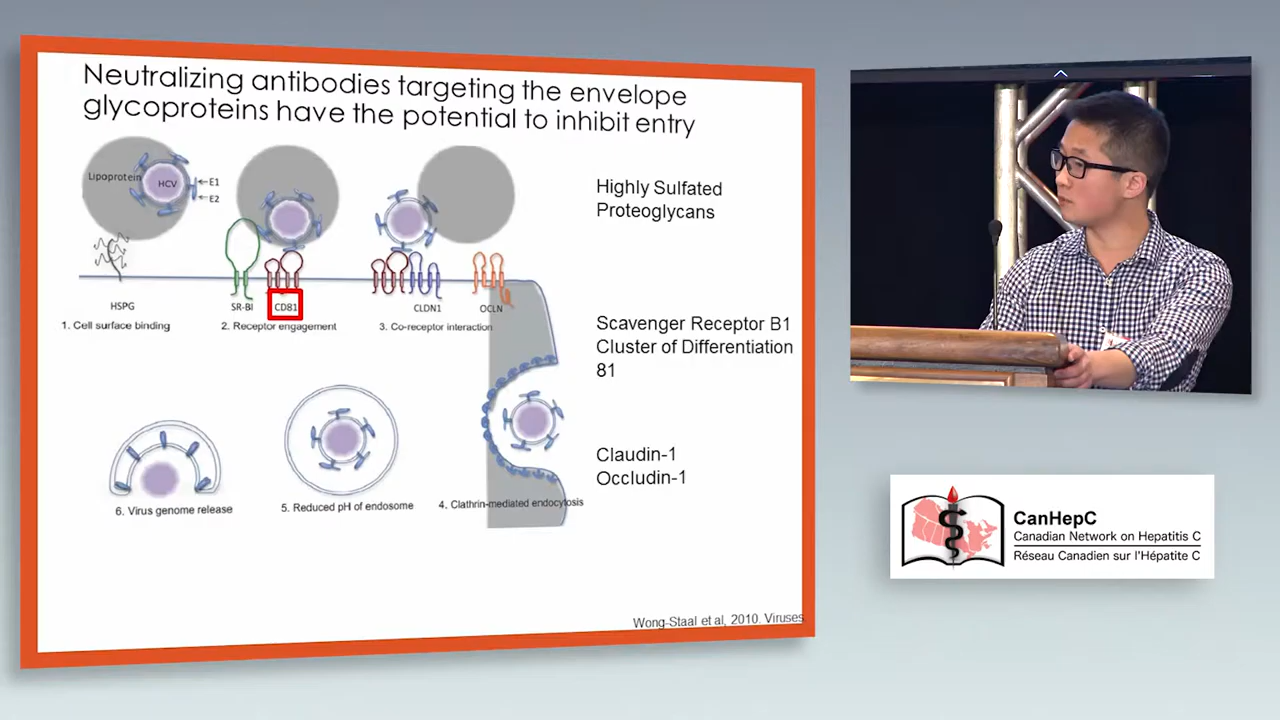 Neutralizing antibodies targeting the envelope
glycoproteins have the potential to inhibit entry
Lipoprotein
HCV
E1
E2
HSPG
SR-BI
CD81
CLDN1
OCLN
1. Cell surface binding
2. Receptor engagement
3. Co-receptor interaction
4. Clathrin-mediated endocytosis
5. Reduced pH of endosome
6. Virus genome release
Highly Sulfated
Proteoglycans
Scavenger Receptor B1
Cluster of Differentiation
81
Claudin-1
Occludin-1
Wong-Staal et al, 2010. Viruses
CanHepC
Canadian Network on Hepatitis C
Réseau Canadien sur l'Hépatite C